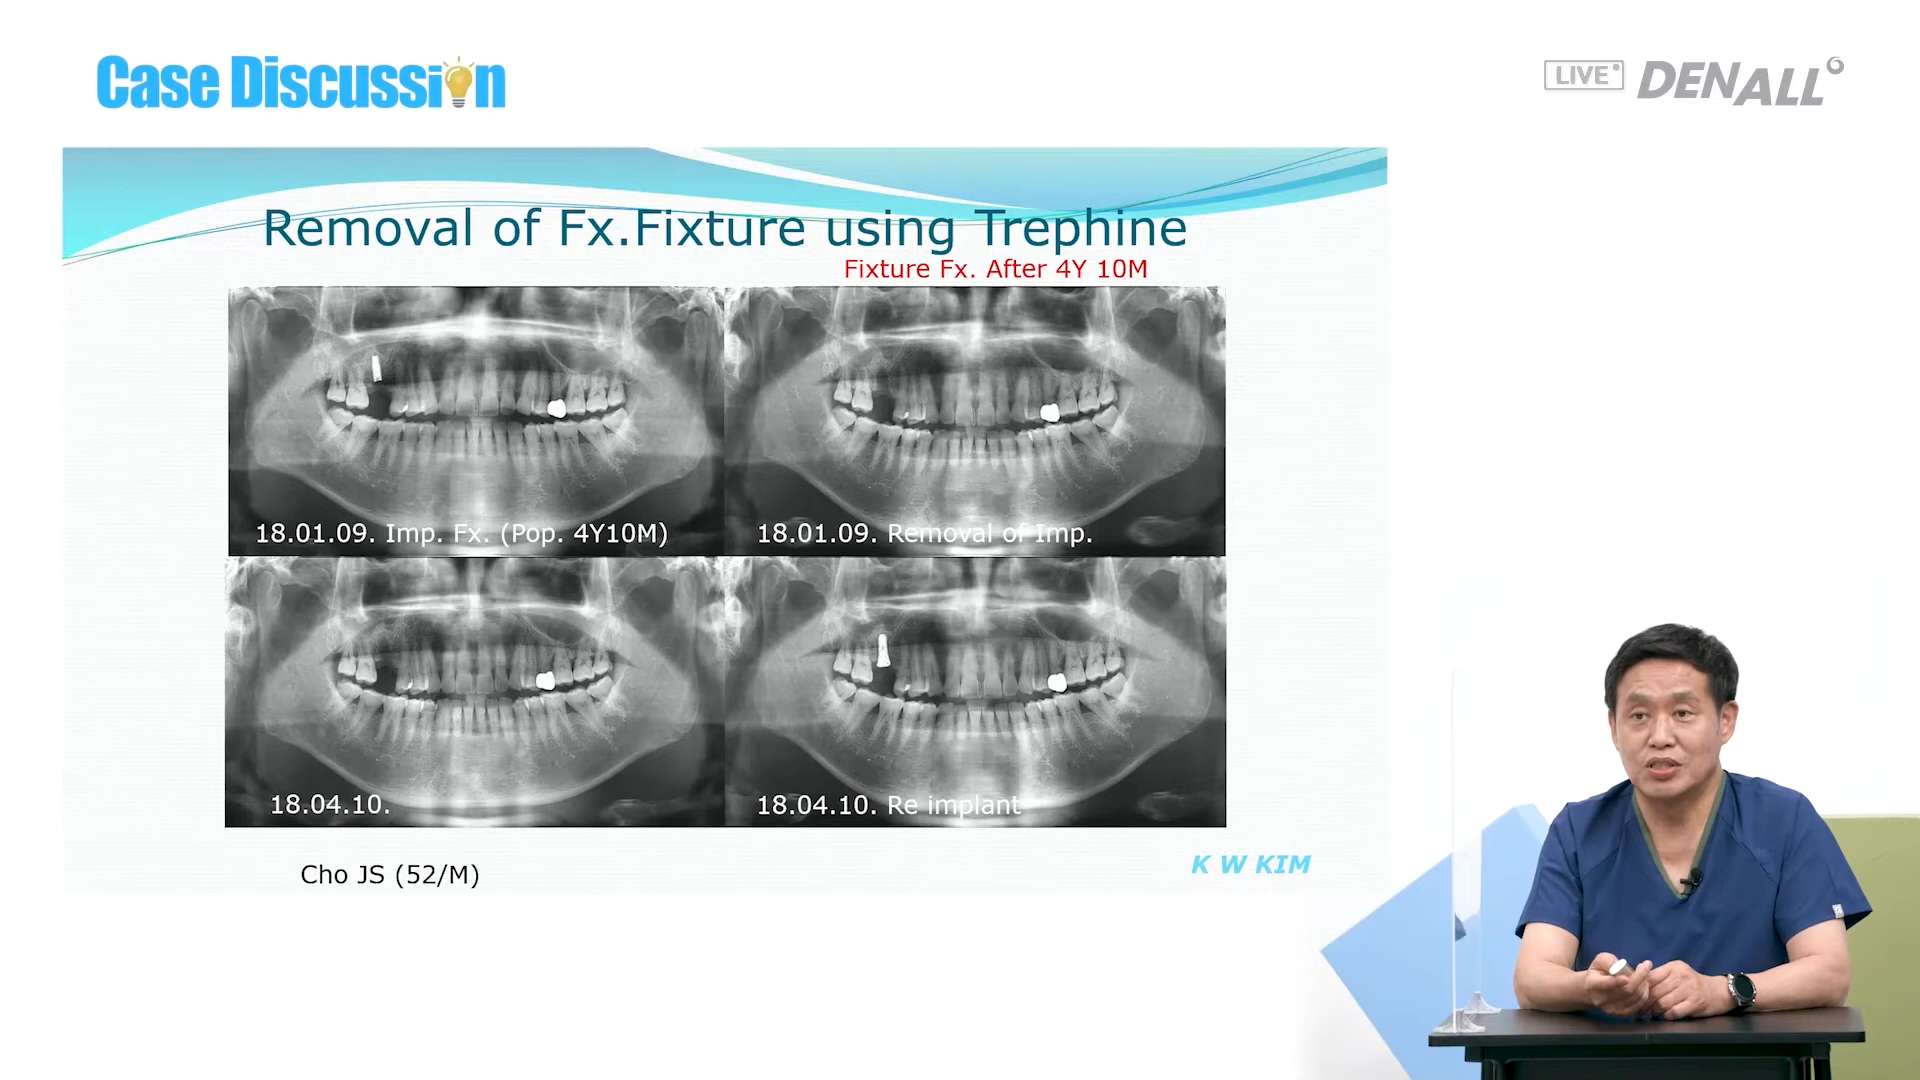 Case Discussion
LIVE DENALL
Removal of Fx.Fixture using Trephine
Fixture Fx. After 4Y 10M
18.01.09. Imp. Fx. (Pop. 4Y10M)
18.01.09. Removal of Imp.
18.04.10.
18.04.10. Re implant
Cho JS (52/M)
K W KIM